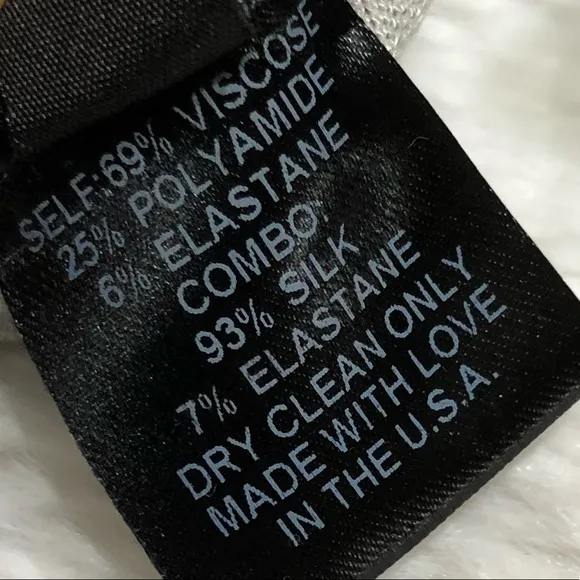 SELF:69% VISCOSE
25% POLYAMIDE
6% ELASTANE
COMBO:
93% SILK
7% ELASTANE
DRY CLEAN ONLY
MADE WITH LOVE
IN THE U.S.A.